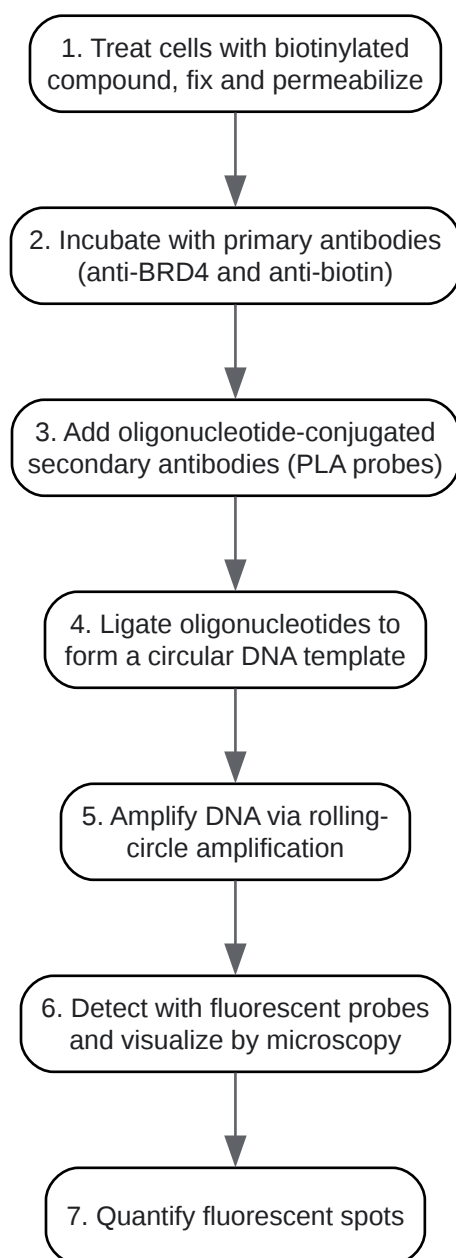 1. Treat cells with biotinylated
compound, fix and permeabilize
2. Incubate with primary antibodies
(anti-BRD4 and anti-biotin)
3. Add oligonucleotide-conjugated
secondary antibodies (PLA probes)
4. Ligate oligonucleotides to
form a circular DNA template
5. Amplify DNA via rolling-
circle amplification
6. Detect with fluorescent probes
and visualize by microscopy
7. Quantify fluorescent spots